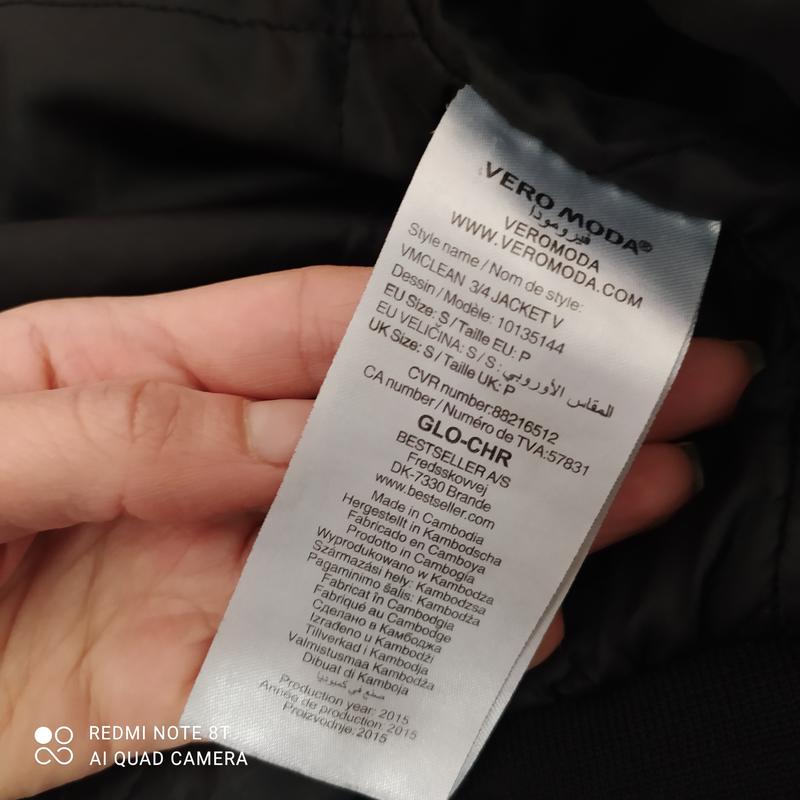 VERO MODA®
فيرومودا
VEROMODA
WWW.VEROMODA.COM
Style name / Nom de style:
VMCLEAN 3/4 JACKET V
Dessin / Modèle: 10135144
EU Size: S / Taille EU: P
EU VELIČINA: S / S : المقاس الأوروبي
UK Size: S / Taille UK: P
CVR number:88216512
CA number / Numéro de TVA:57831
GLO-CHR
BESTSELLER A/S
Fredsskovvej
DK-7330 Brande
www.bestseller.com
Made in Cambodia
Hergestellt in Kambodscha
Fabricado en Camboya
Prodotto in Cambogia
Wyprodukowano w Kambodża
Származási hely: Kambodzsa
Pagaminimo šalis: Kambodža
Fabricat în Cambodgia
Fabriqué au Cambodge
Сделано в Камбоджа
Izrađeno u Kambodži
Tillverkad i Kambodja
Valmistusmaa Kambodža
Dibuat di Kamboja
صنع في كمبوديا
Production year: 2015
Année de production: 2015
Proizvodnje: 2015
REDMI NOTE 8T
AI QUAD CAMERA